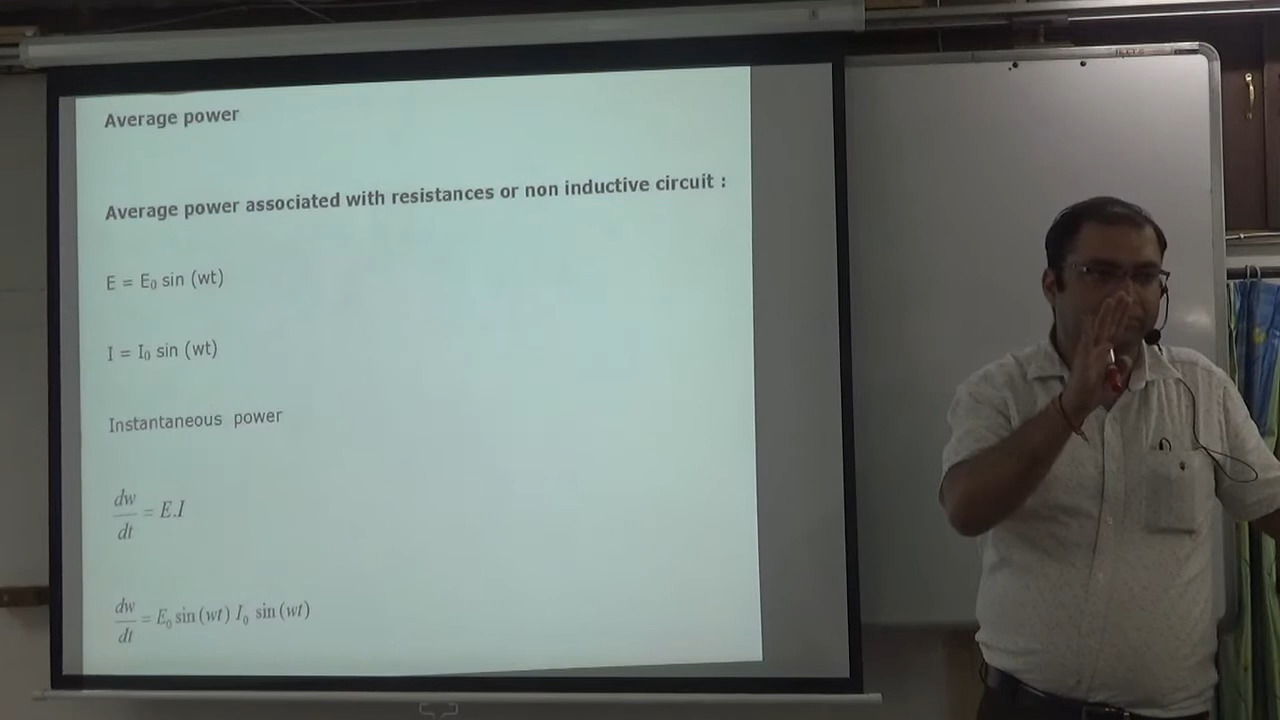 Average power
Average power associated with resistances or non inductive circuit :
E = E₀ sin (wt)
I = I₀ sin (wt)
Instantaneous power
dw/dt = E.I
dw/dt = E₀ sin (wt) I₀ sin (wt)